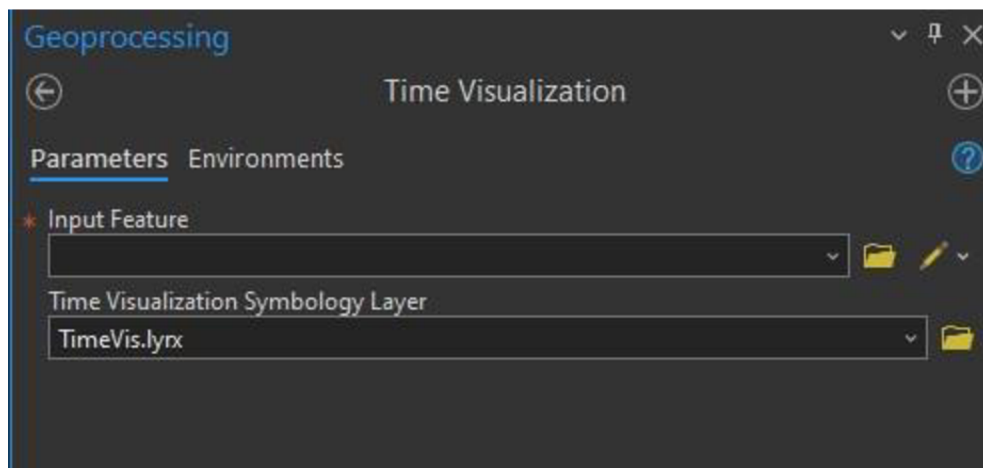 Geoprocessing
Time Visualization
Parameters Environments
* Input Feature
Time Visualization Symbology Layer
TimeVis.lyrx